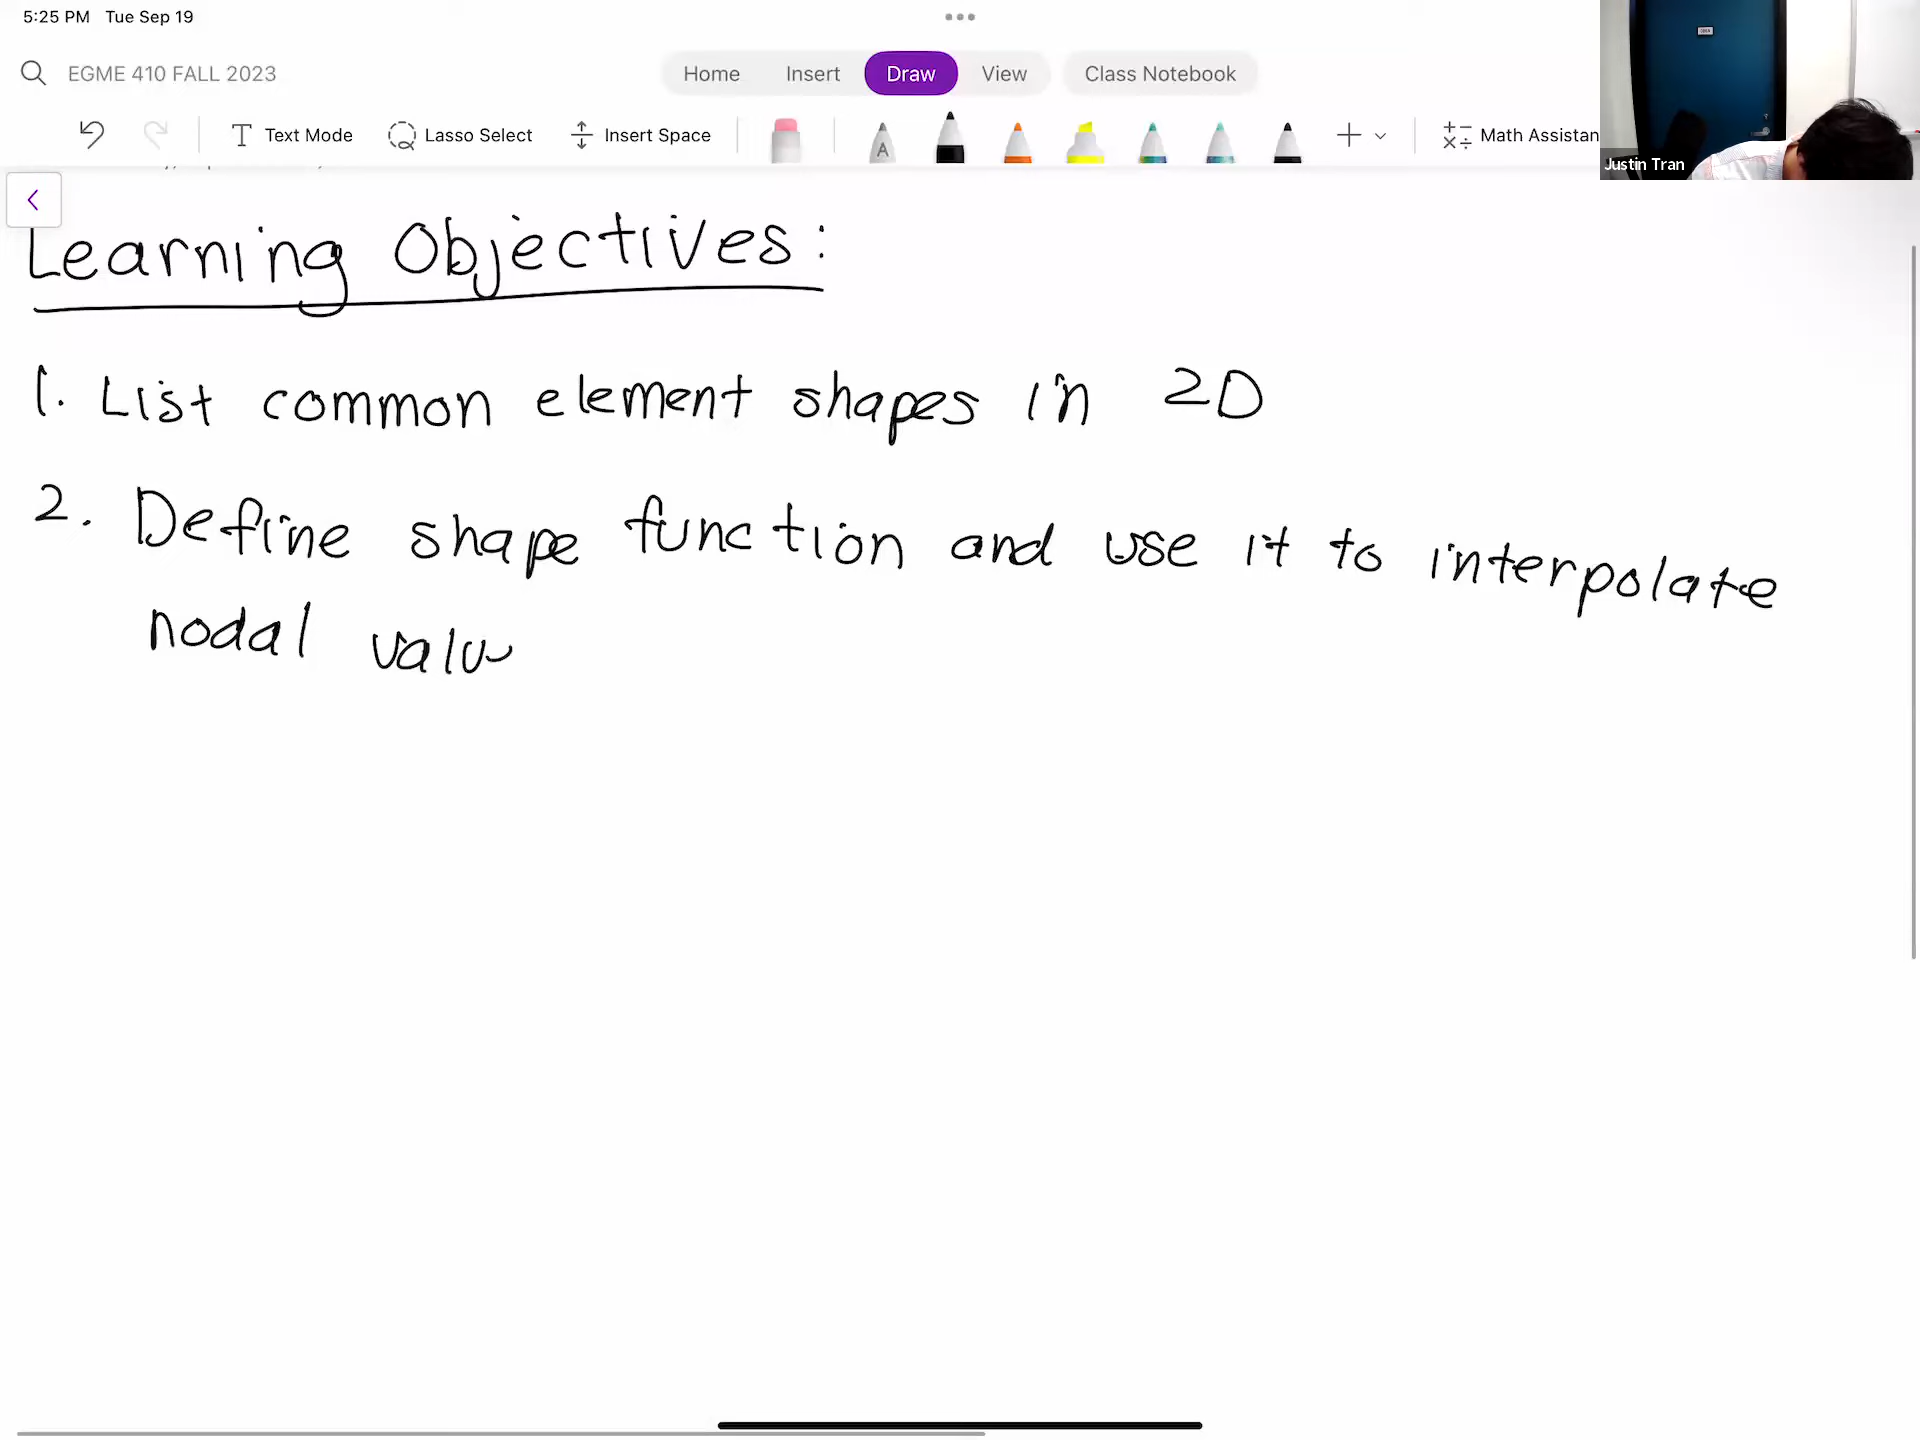 5:25 PM Tue Sep 19
EGME 410 FALL 2023
Home Insert Draw View Class Notebook
Text Mode Lasso Select Insert Space A Math Assistan
Justin Tran
Learning Objectives:
1. List common element shapes in 2D
2. Define shape function and use it to interpolate
nodal valu